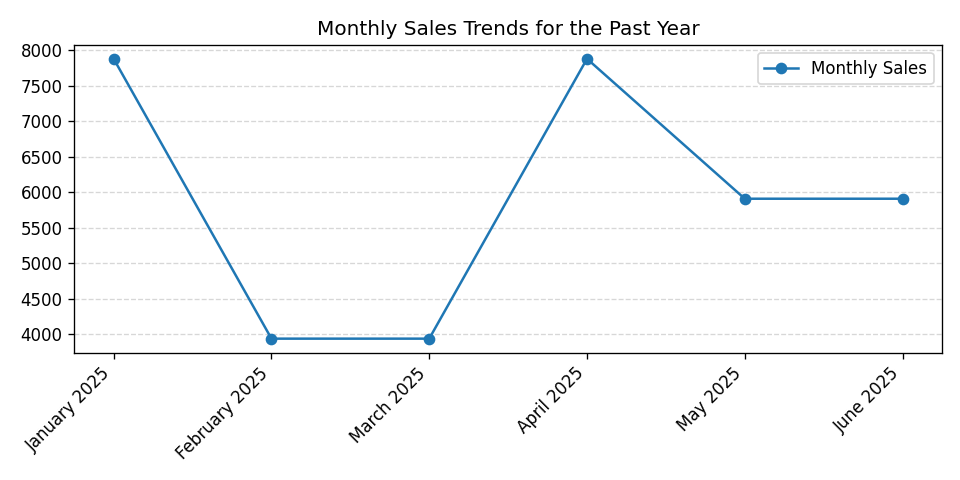 Monthly Sales Trends for the Past Year
Monthly Sales
8000
7500
7000
6500
6000
5500
5000
4500
4000
January 2025
February 2025
March 2025
April 2025
May 2025
June 2025